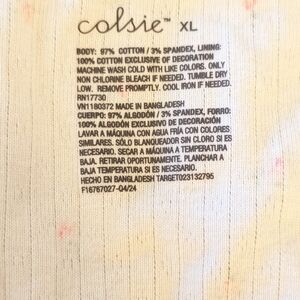 colsie™ XL
BODY: 97% COTTON / 3% SPANDEX, LINING:
100% COTTON EXCLUSIVE OF DECORATION
MACHINE WASH COLD WITH LIKE COLORS. ONLY
NON CHLORINE BLEACH IF NEEDED. TUMBLE DRY
LOW. REMOVE PROMPTLY. COOL IRON IF NEEDED.
RN17730
VN1180372 MADE IN BANGLADESH
CUERPO: 97% ALGODÓN / 3% SPANDEX, FORRO:
100% ALGODÓN EXCLUSIVO DE DECORACIÓN
LAVAR A MÁQUINA CON AGUA FRÍA CON COLORES
SIMILARES. SÓLO BLANQUEADOR SIN CLORO SI ES
NECESARIO. SECAR A MÁQUINA A TEMPERATURA
BAJA. RETIRAR OPORTUNAMENTE. PLANCHAR A
BAJA TEMPERATURA SI ES NECESARIO.
HECHO EN BANGLADESH TARGET023132795
F16767027-Q4/24